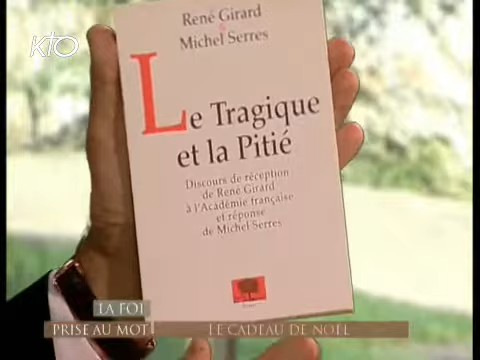 René Girard
&
Michel Serres
KTO
Le Tragique
et la Pitié
Discours de réception
de René Girard
à l'Académie française
et réponse
de Michel Serres
LA FOI
PRISE AU MOT
LE CADEAU DE NOËL